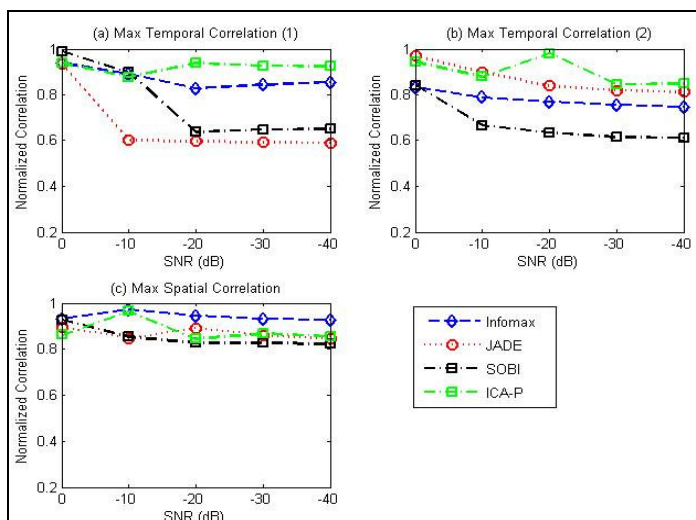 (a) Max Temporal Correlation (1)
Normalized Correlation
1
0.8
0.6
0.4
0.2
0 -10 -20 -30 -40
SNR (dB)
(b) Max Temporal Correlation (2)
Normalized Correlation
1
0.8
0.6
0.4
0.2
0 -10 -20 -30 -40
SNR (dB)
(c) Max Spatial Correlation
Normalized Correlation
1
0.8
0.6
0.4
0.2
0 -10 -20 -30 -40
SNR (dB)
Infomax
JADE
SOBI
ICA-P